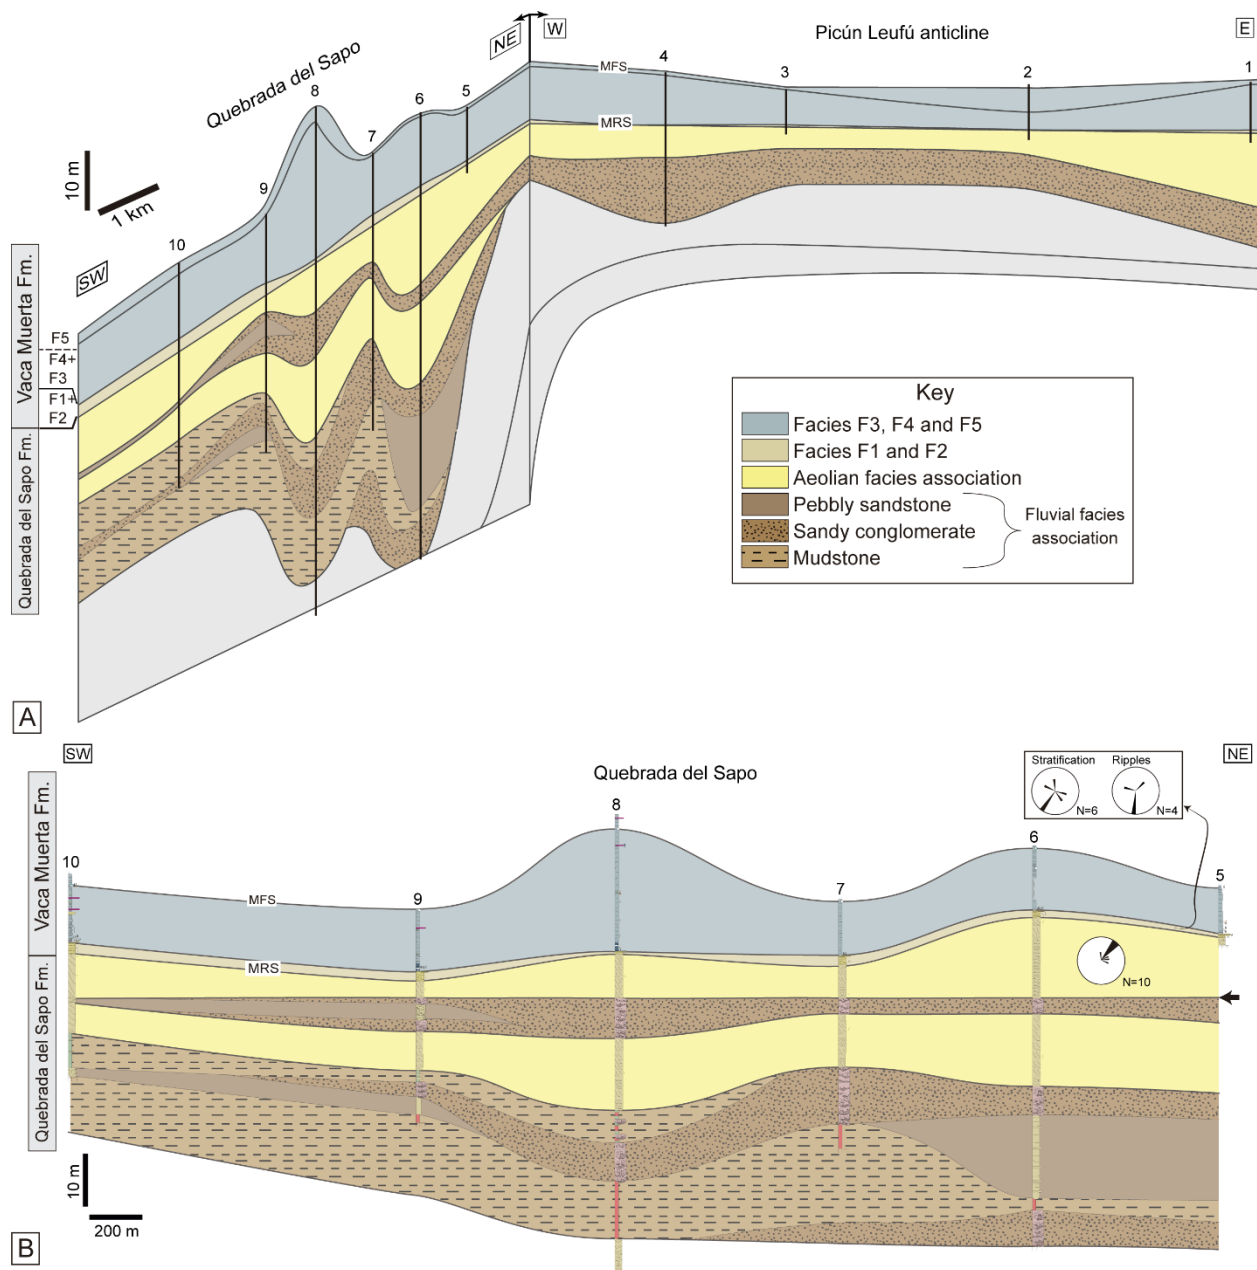 Quebrada del Sapo
NE
W
Picún Leufú anticline
E
MFS
MRS
10 m
1 km
1
2
3
4
5
6
7
8
9
10
SW
Vaca Muerta Fm.
Quebrada del Sapo Fm.
F5
F4+
F3
F1+
F2
Key
Facies F3, F4 and F5
Facies F1 and F2
Aeolian facies association
Pebbly sandstone
Sandy conglomerate
Mudstone
Fluvial facies
association
A
SW
Quebrada del Sapo
NE
Stratification
Ripples
N=6
N=4
Vaca Muerta Fm.
Quebrada del Sapo Fm.
10
9
8
7
6
5
MFS
MRS
N=10
10 m
200 m
B